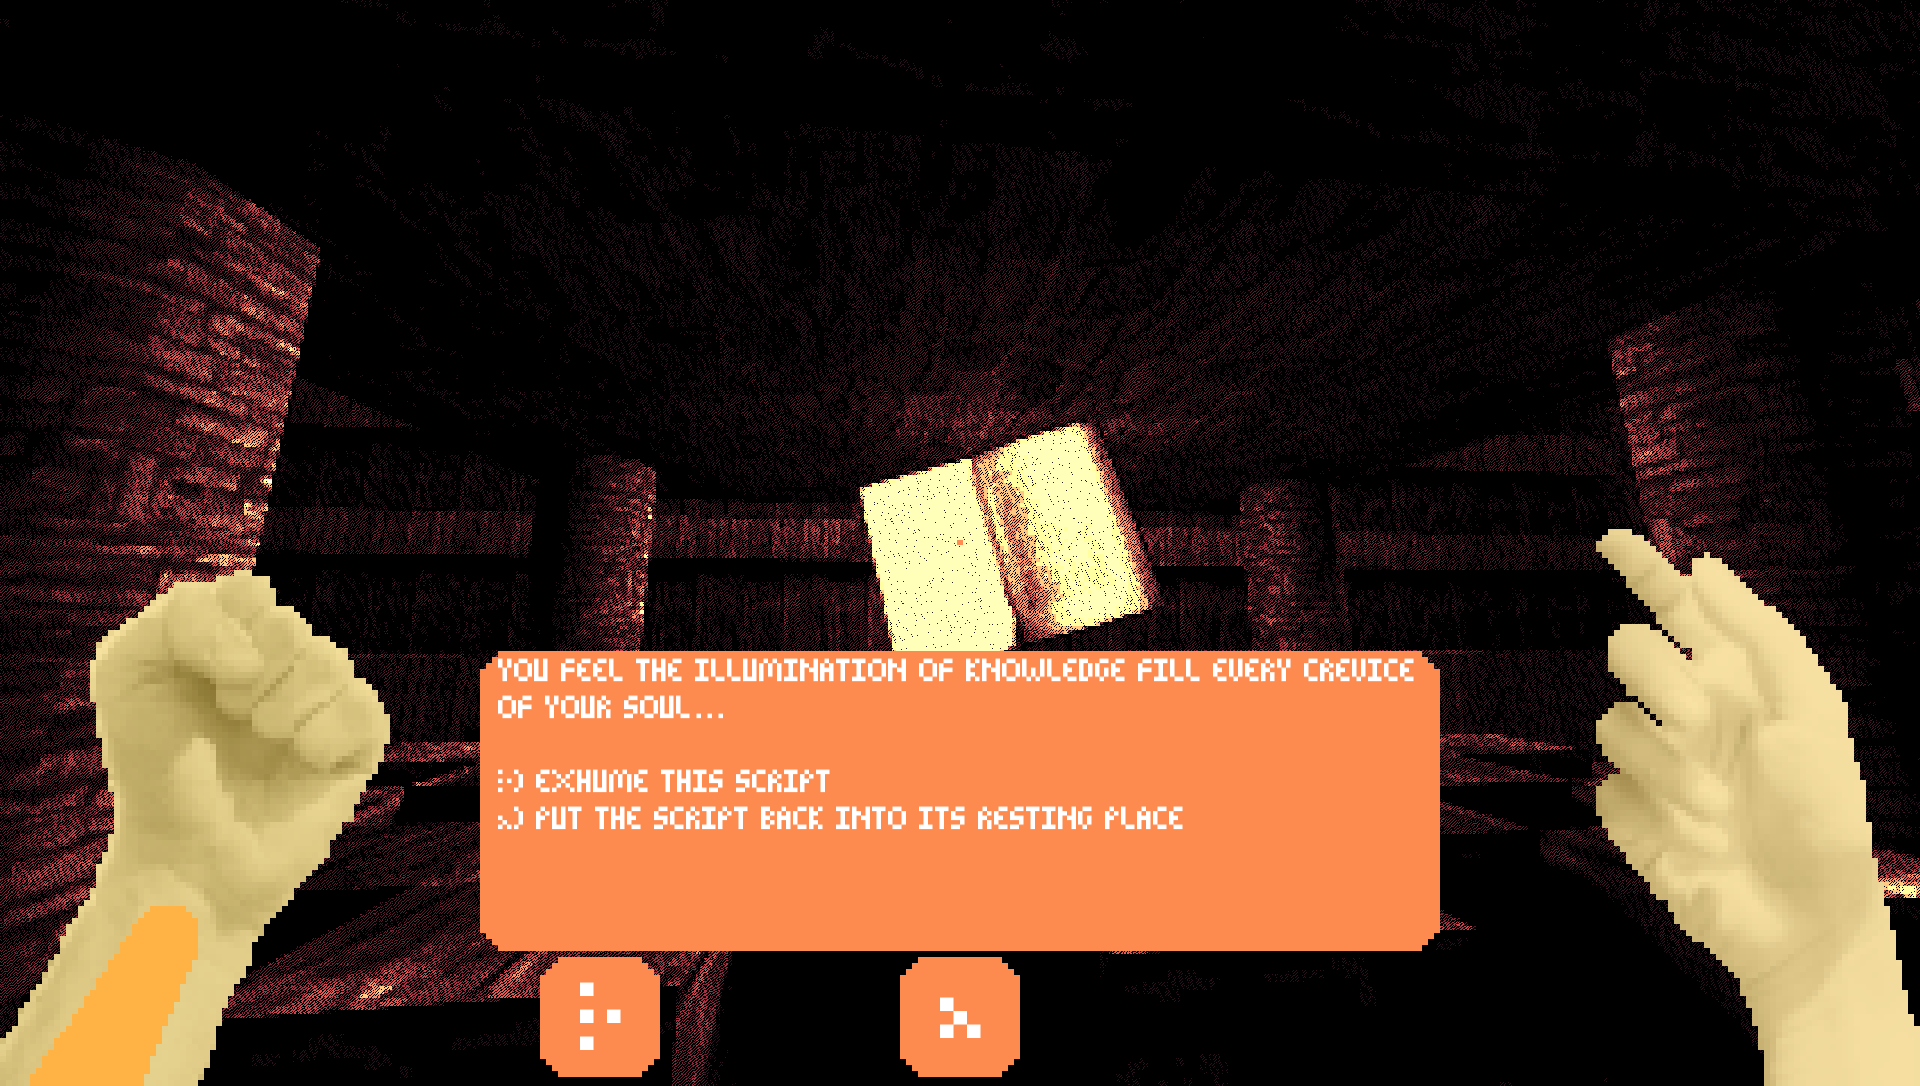 YOU FEEL THE ILLUMINATION OF KNOWLEDGE FILL EVERY CREVICE
OF YOUR SOUL...
:·) EXHUME THIS SCRIPT
⋱) PUT THE SCRIPT BACK INTO ITS RESTING PLACE